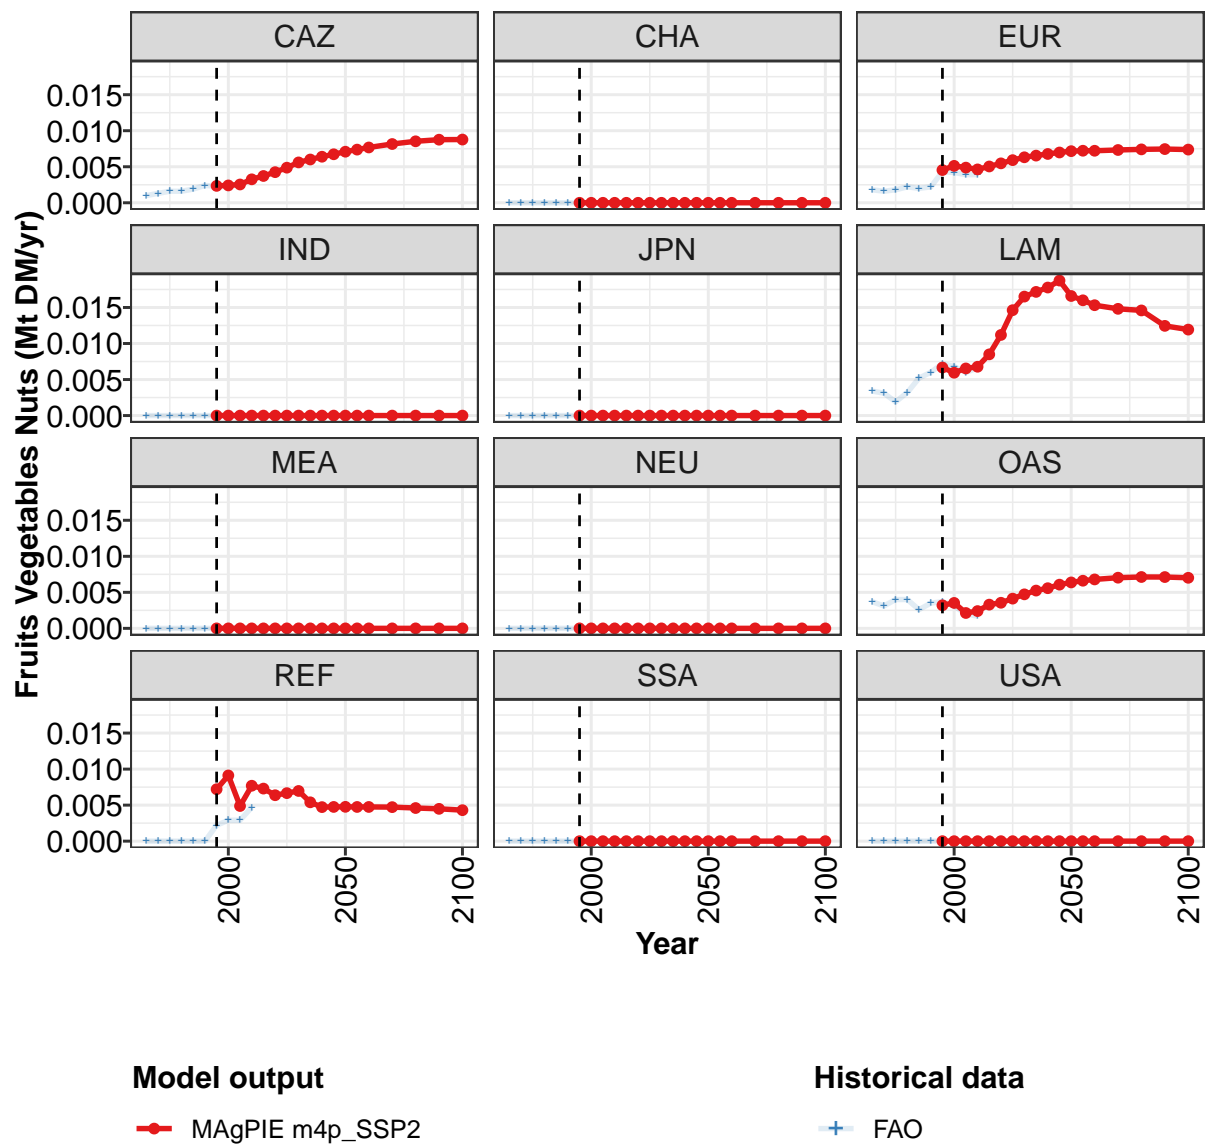 CAZ CHA EUR
0.015
0.010
0.005
0.000
IND JPN LAM
0.015
0.010
0.005
0.000
MEA NEU OAS
0.015
0.010
0.005
0.000
REF SSA USA
0.015
0.010
0.005
0.000
Fruits Vegetables Nuts (Mt DM/yr)
2000 2050 2100 2000 2050 2100 2000 2050 2100
Year
Model output Historical data
MAgPIE m4p_SSP2 FAO